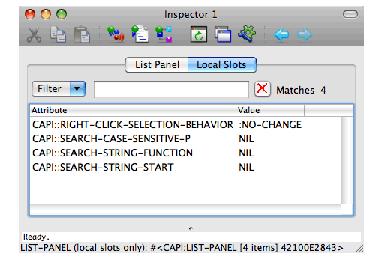 Inspector 1
List Panel Local Slots
Filter Matches 4
Attribute Value
CAPI::RIGHT-CLICK-SELECTION-BEHAVIOR :NO-CHANGE
CAPI::SEARCH-CASE-SENSITIVE-P NIL
CAPI::SEARCH-STRING-FUNCTION NIL
CAPI::SEARCH-STRING-START NIL
Ready.
LIST-PANEL (local slots only): #<CAPI:LIST-PANEL [4 items] 42100E2843>